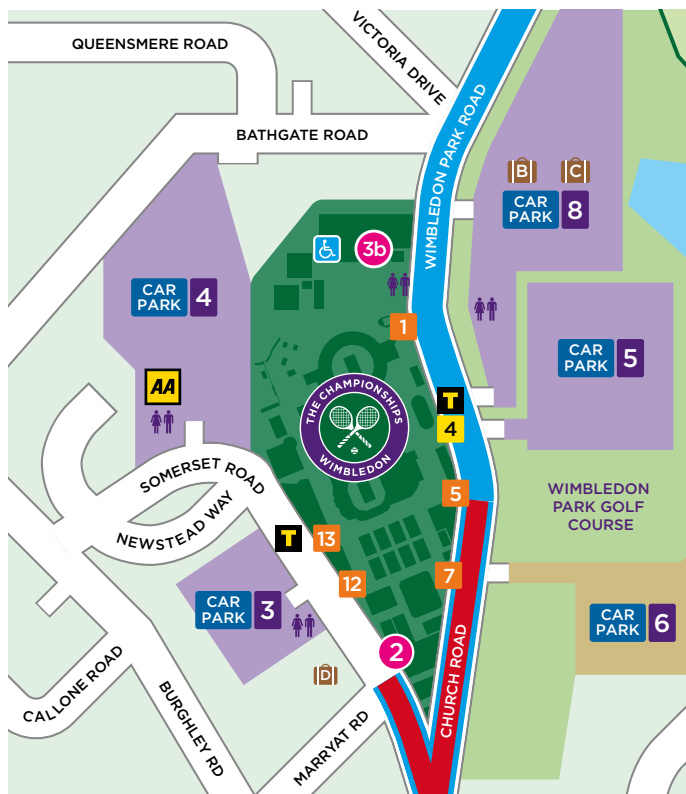 QUEENSMERE ROAD
VICTORIA DRIVE
BATHGATE ROAD
WIMBLEDON PARK ROAD
B
C
CAR
PARK
8
3b
CAR
PARK
4
1
CAR
PARK
5
AA
T
4
THE CHAMPIONSHIPS
WIMBLEDON
SOMERSET ROAD
5
WIMBLEDON
PARK GOLF
COURSE
NEWSTEAD WAY
T
13
12
7
CAR
PARK
3
CAR
PARK
6
2
D
CHURCH ROAD
CALLONE ROAD
BURGHLEY RD
MARRYAT RD